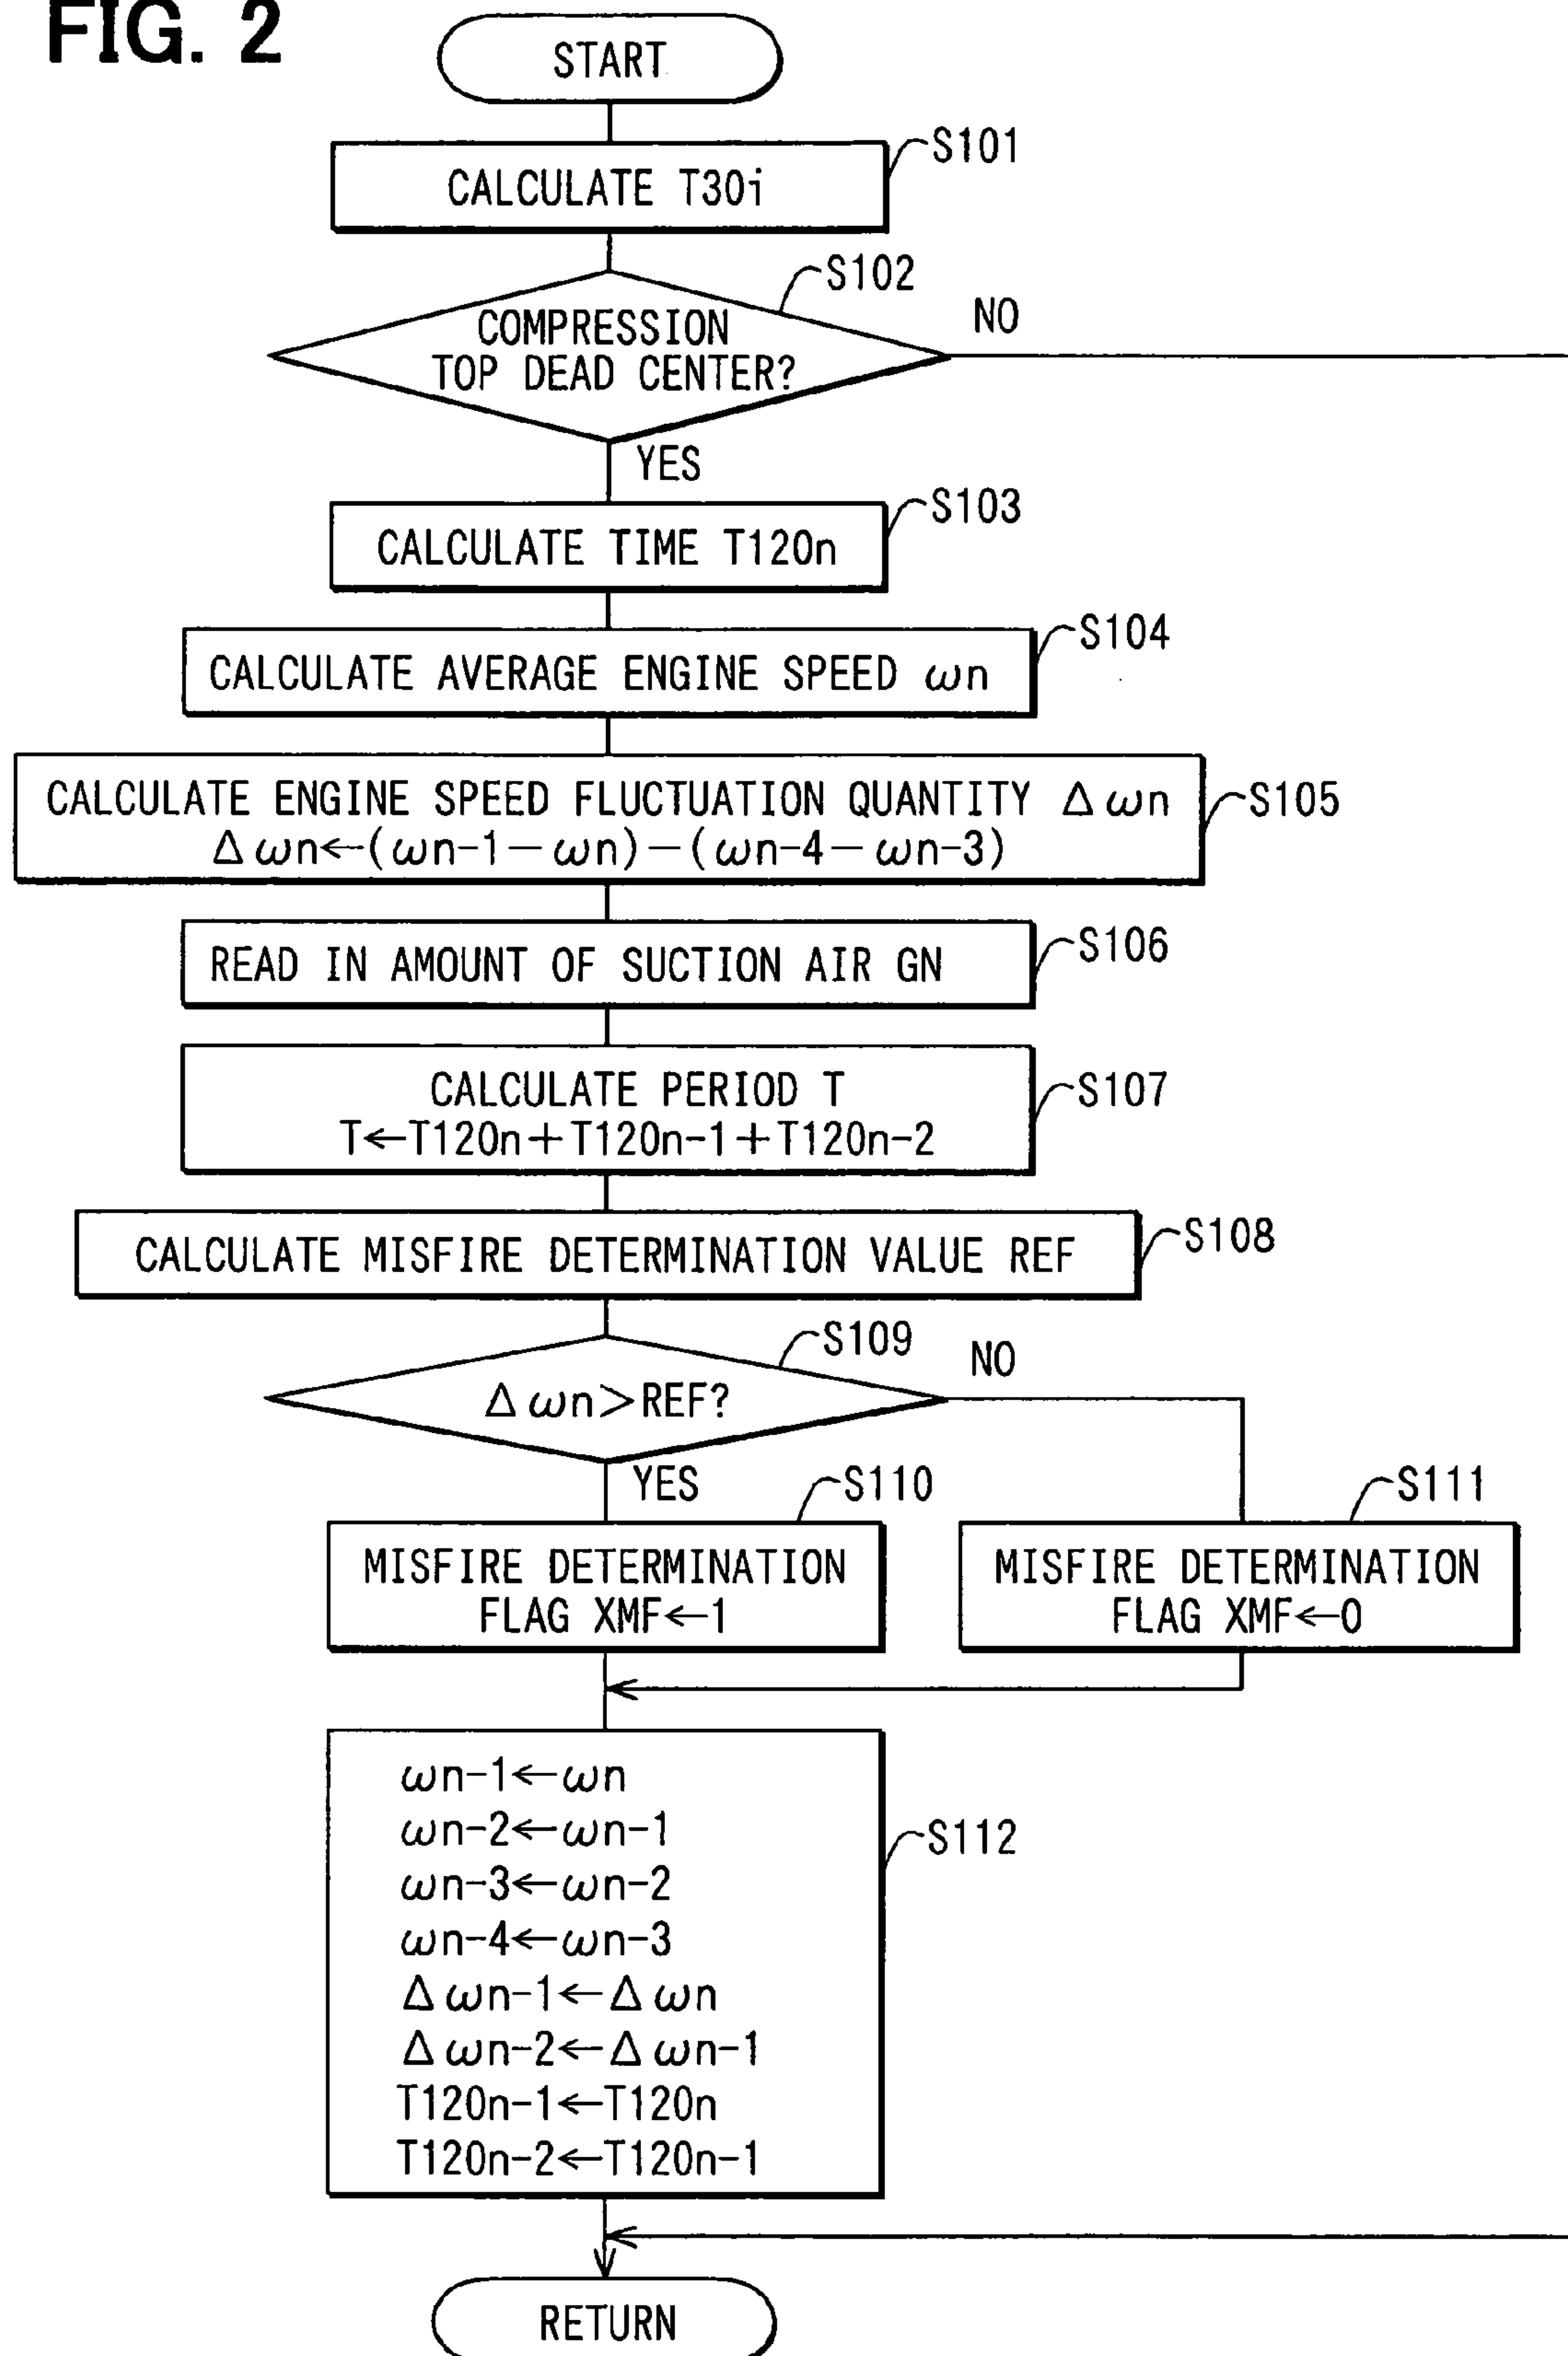 FIG. 2
START
S101
CALCULATE T30i
S102
COMPRESSION
TOP DEAD CENTER?
NO
YES
S103
CALCULATE TIME T120n
S104
CALCULATE AVERAGE ENGINE SPEED ωn
CALCULATE ENGINE SPEED FLUCTUATION QUANTITY Δωn
Δωn←(ωn-1−ωn)−(ωn-4−ωn-3)
S105
S106
READ IN AMOUNT OF SUCTION AIR GN
CALCULATE PERIOD T
T←T120n+T120n-1+T120n-2
S107
CALCULATE MISFIRE DETERMINATION VALUE REF
S108
S109
NO
Δωn>REF?
YES
S110
S111
MISFIRE DETERMINATION
FLAG XMF←1
MISFIRE DETERMINATION
FLAG XMF←0
ωn-1←ωn
ωn-2←ωn-1
S112
ωn-3←ωn-2
ωn-4←ωn-3
Δωn-1←Δωn
Δωn-2←Δωn-1
T120n-1←T120n
T120n-2←T120n-1
RETURN